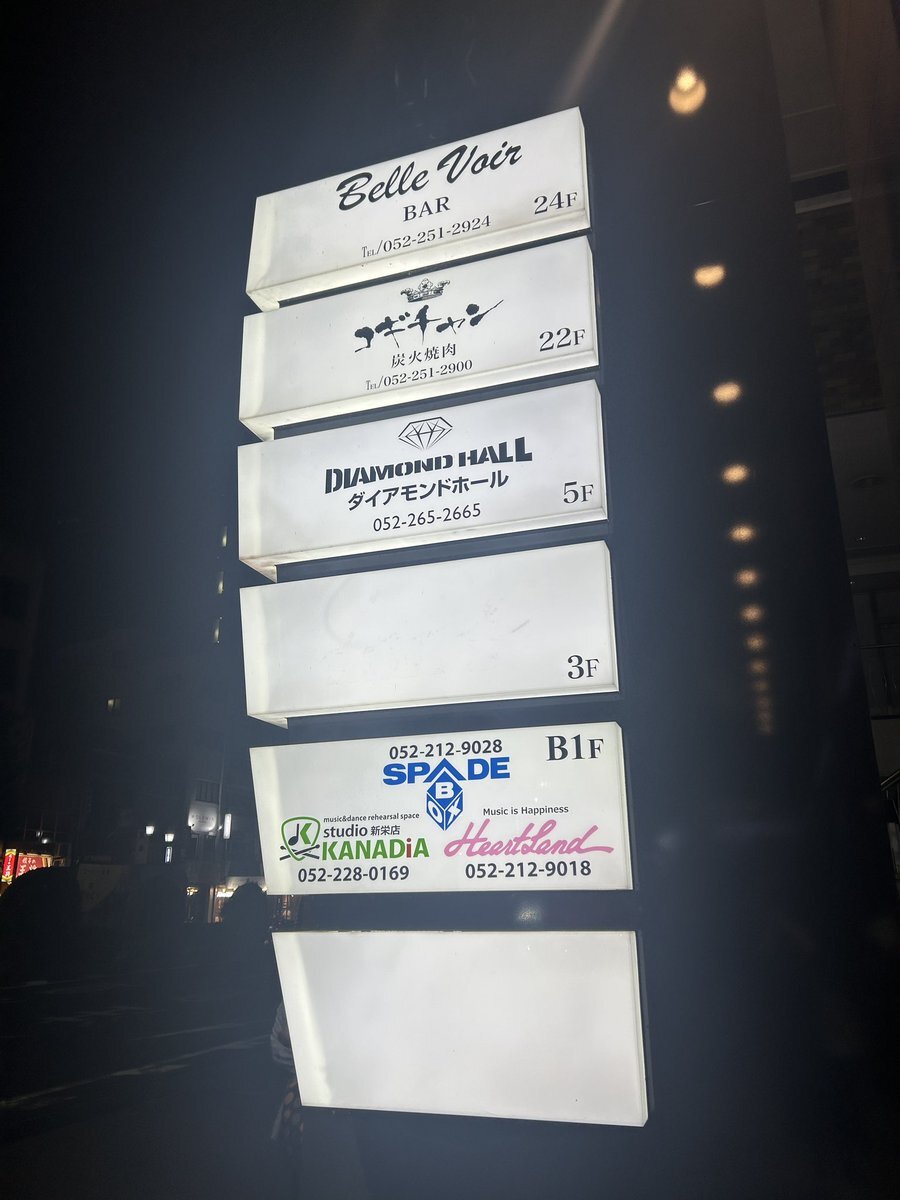 Belle Voir
BAR
24F
TEL/052-251-2924
コギチャン
炭火焼肉
22F
TEL/052-251-2900
DIAMOND HALL
ダイアモンドホール
5F
052-265-2665
3F
052-212-9028
B1F
SPADE
BOX
music&dance rehearsal space
studio 新栄店
KANADiA
052-228-0169
Music is Happiness
HeartLand
052-212-9018